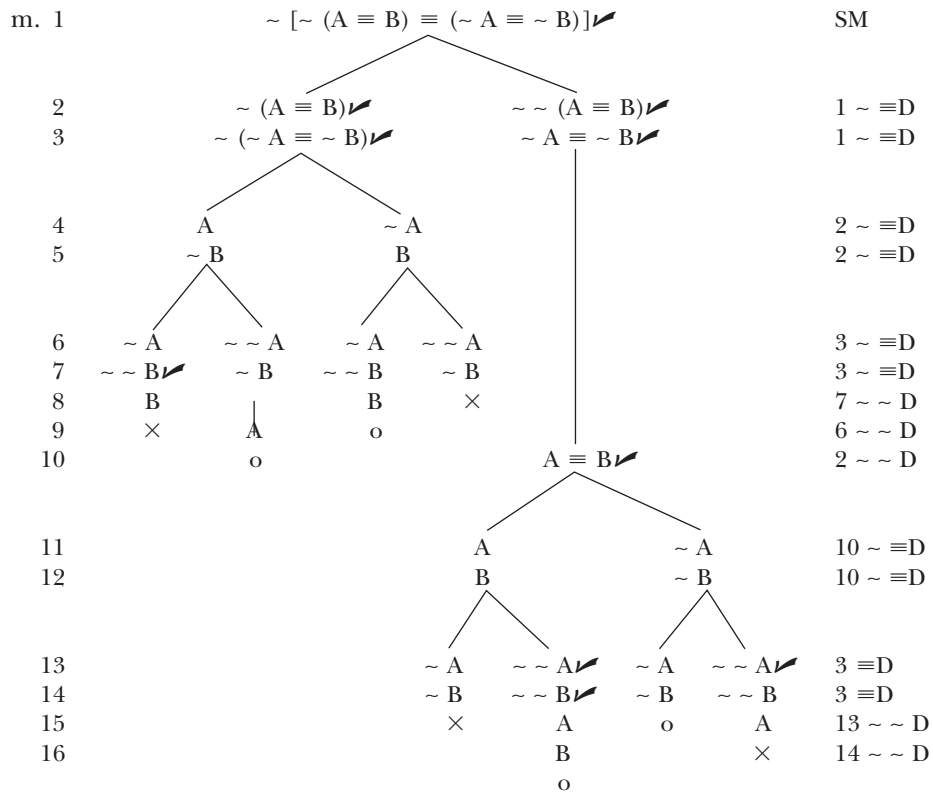 m. 1 ~ [~ (A ≡ B) ≡ (~ A ≡ ~ B)]✔ SM
2 ~ (A ≡ B)✔ ~ ~ (A ≡ B)✔ 1 ~ ≡D
3 ~ (~ A ≡ ~ B)✔ ~ A ≡ ~ B✔ 1 ~ ≡D
4 A ~ A 2 ~ ≡D
5 ~ B B 2 ~ ≡D
6 ~ A ~ ~ A ~ A ~ ~ A 3 ~ ≡D
7 ~ ~ B✔ ~ B ~ ~ B ~ B 3 ~ ≡D
8 B B × 7 ~ ~ D
9 × A o 6 ~ ~ D
10 o A ≡ B✔ 2 ~ ~ D
11 A ~ A 10 ~ ≡D
12 B ~ B 10 ~ ≡D
13 ~ A ~ ~ A✔ ~ A ~ ~ A✔ 3 ≡D
14 ~ B ~ ~ B✔ ~ B ~ ~ B 3 ≡D
15 × A o A 13 ~ ~ D
16 B × 14 ~ ~ D
o